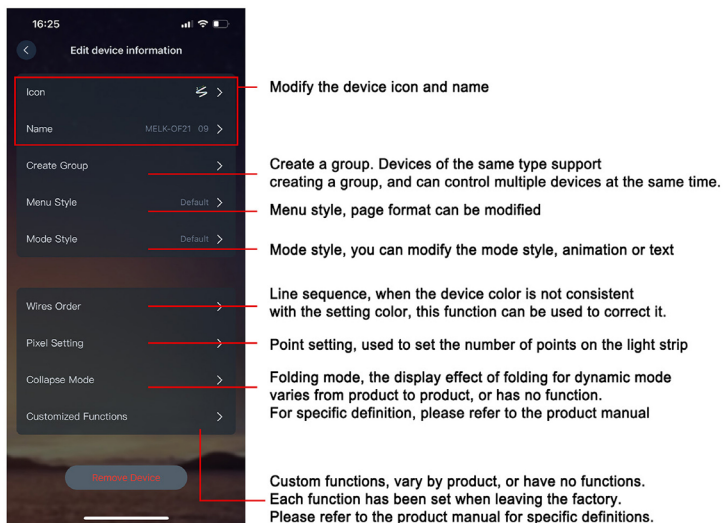 16:25
Edit device information
Icon
Modify the device icon and name
Name
MELK-OF21 09
Create Group
Create a group. Devices of the same type support
creating a group, and can control multiple devices at the same time.
Menu Style
Default
Menu style, page format can be modified
Mode Style
Default
Mode style, you can modify the mode style, animation or text
Wires Order
Line sequence, when the device color is not consistent
with the setting color, this function can be used to correct it.
Pixel Setting
Point setting, used to set the number of points on the light strip
Collapse Mode
Folding mode, the display effect of folding for dynamic mode
varies from product to product, or has no function.
For specific definition, please refer to the product manual
Customized Functions
Custom functions, vary by product, or have no functions.
Each function has been set when leaving the factory.
Please refer to the product manual for specific definitions.
Remove Device